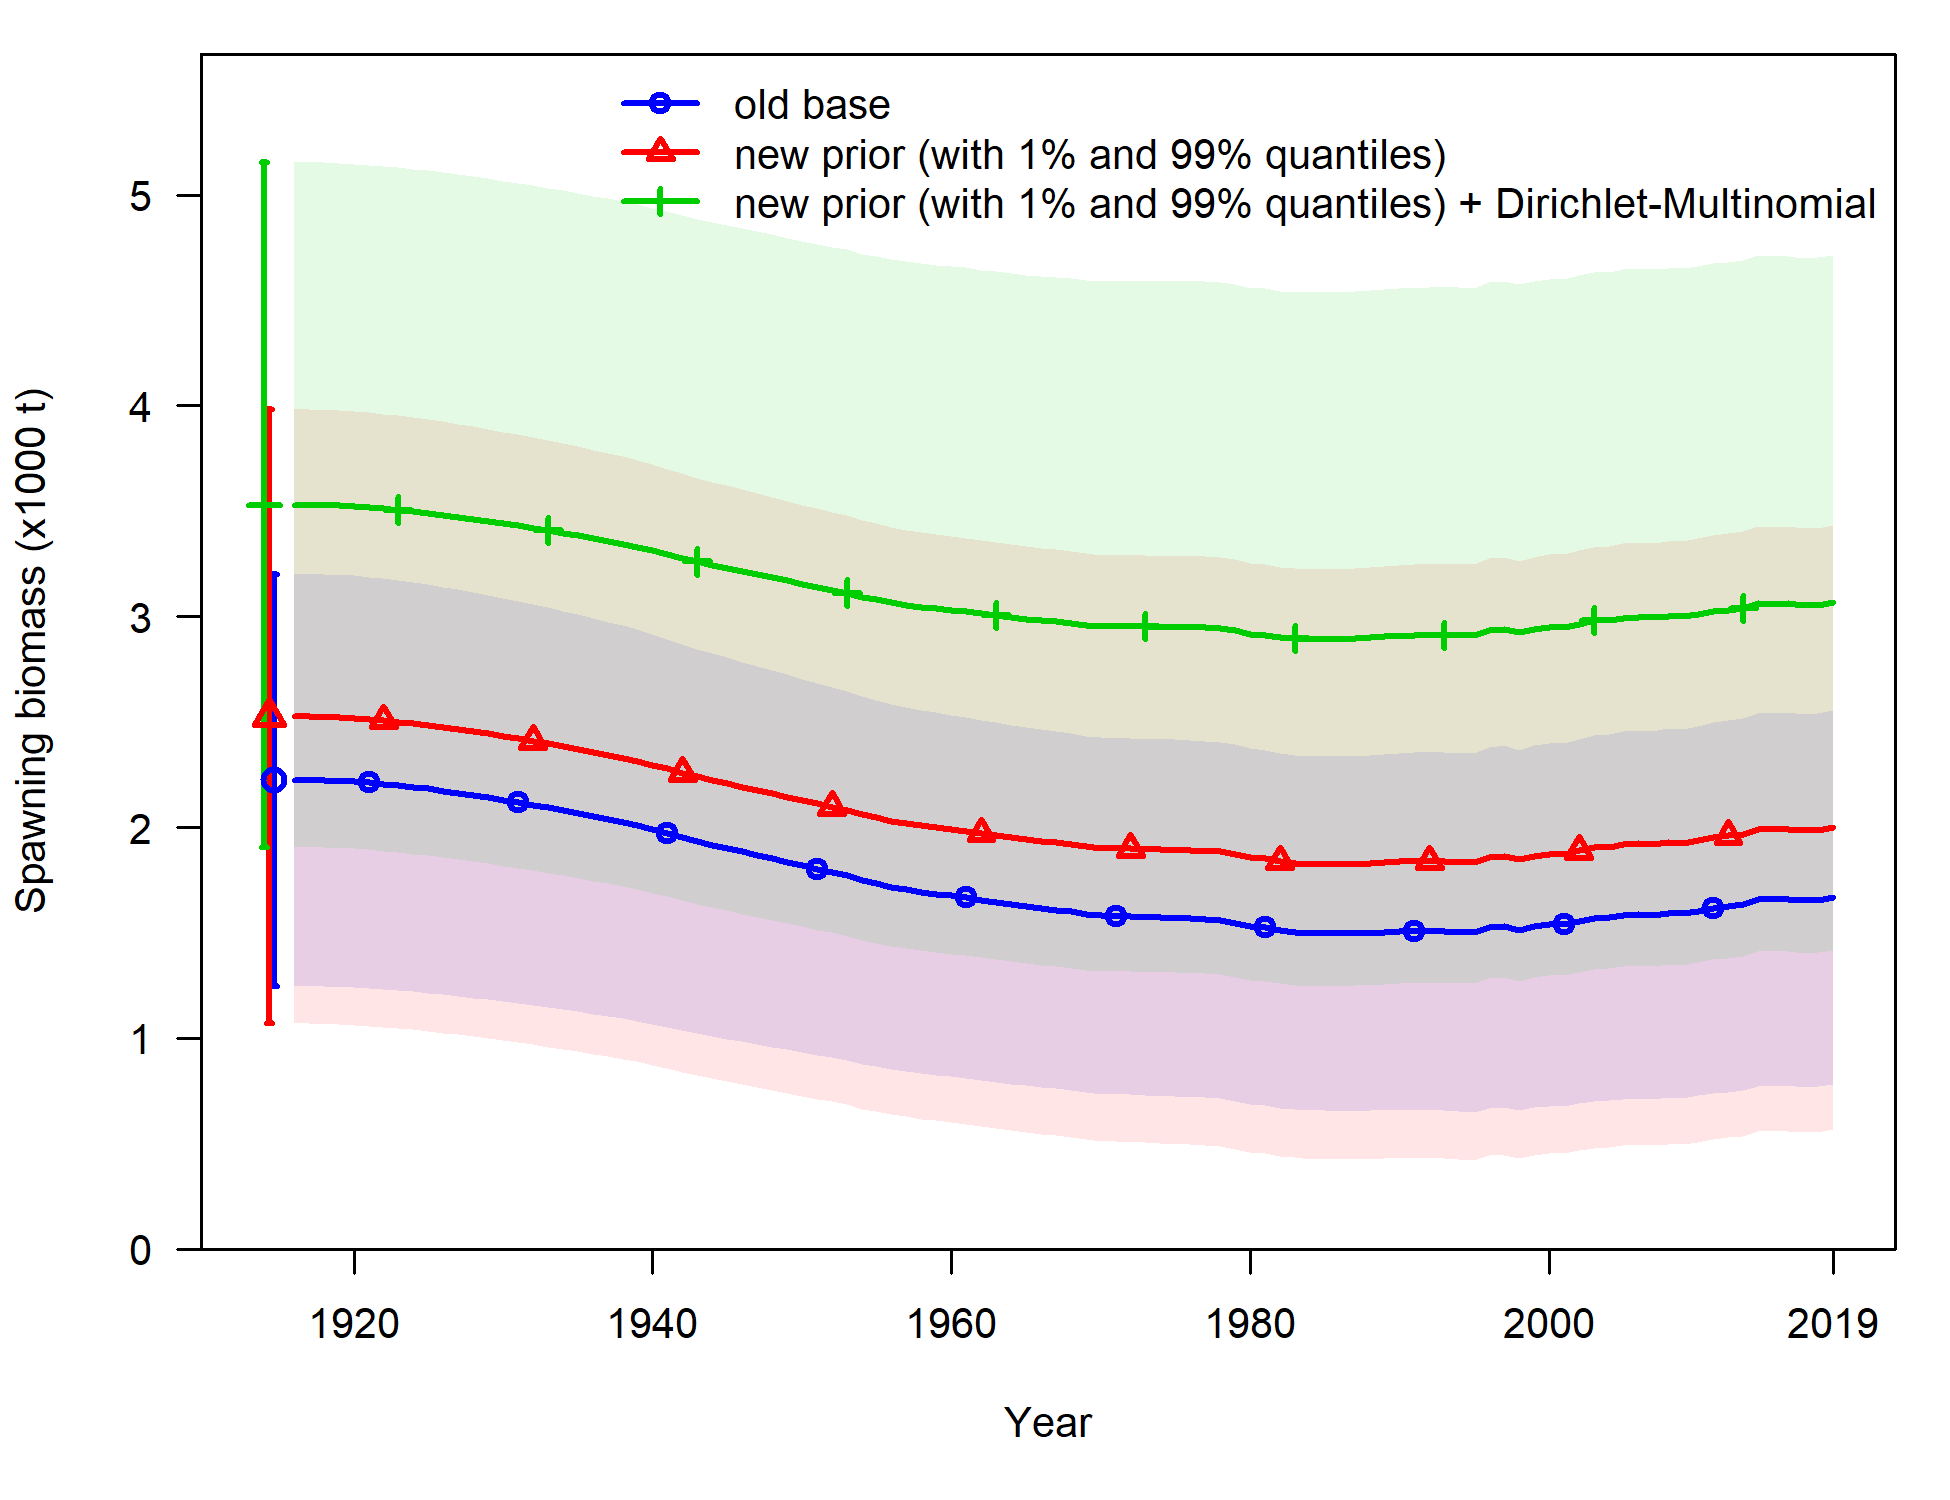 old base
new prior (with 1% and 99% quantiles)
new prior (with 1% and 99% quantiles) + Dirichlet-Multinomial
Spawning biomass (x1000 t)
5
4
3
2
1
0
1920 1940 1960 1980 2000 2019
Year